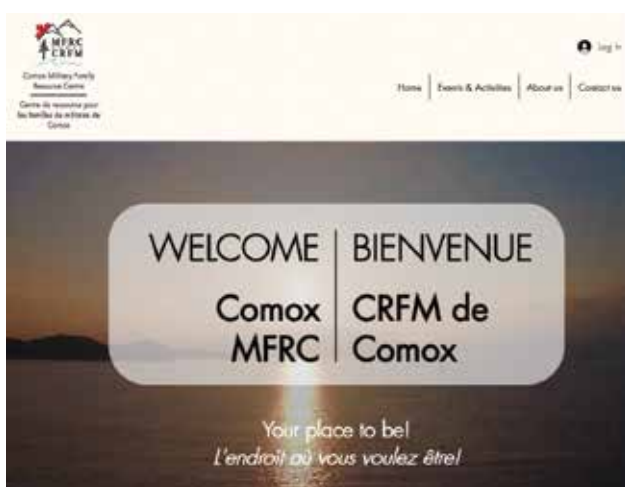 MFRC
CRFM
Comox Military Family
Resource Centre
Centre de ressource pour
les familles de militaires de
Comox
Log In
Home
Events & Activities
About us
Contact us
WELCOME
Comox
MFRC
BIENVENUE
CRFM de
Comox
Your place to be!
L'endroit où vous voulez être!